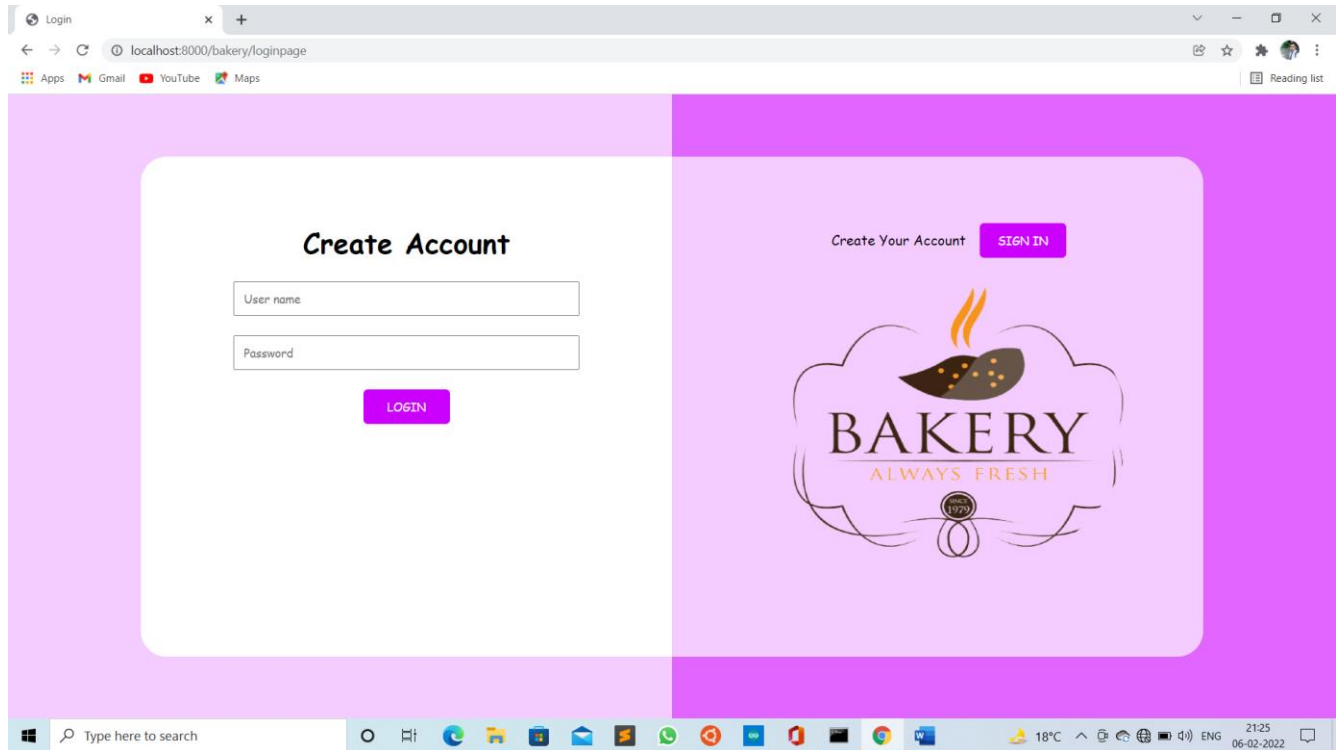 Login
localhost:8000/bakery/loginpage
Apps Gmail YouTube Maps Reading list
Create Account
User name
Password
LOGIN
Create Your Account SIGN IN
BAKERY
ALWAYS FRESH
SINCE
1979
Type here to search
18°C ENG 21:25
06-02-2022